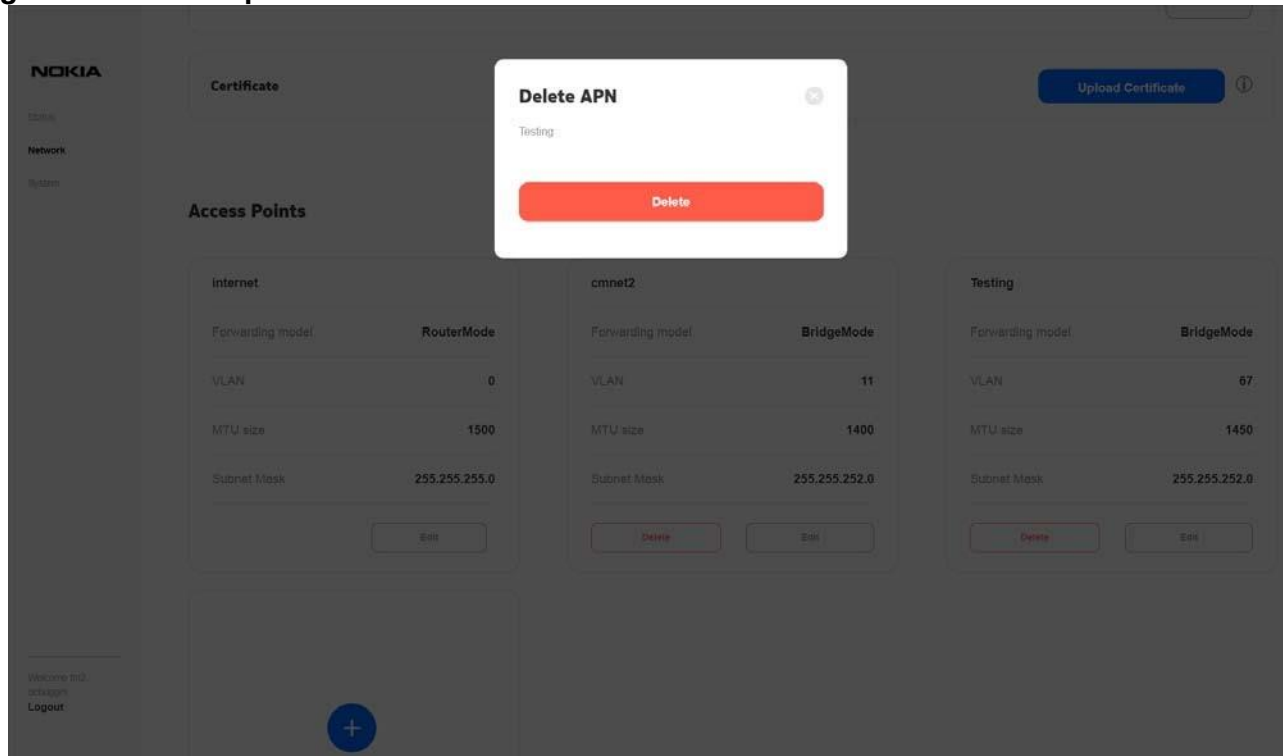 NOKIA
Status
Network
System
Certificate
Upload Certificate
Delete APN
Testing
Delete
Access Points
internet
Forwarding model RouterMode
VLAN 0
MTU size 1500
Subnet Mask 255.255.255.0
Edit
cmnet2
Forwarding model BridgeMode
VLAN 11
MTU size 1400
Subnet Mask 255.255.252.0
Delete Edit
Testing
Forwarding model BridgeMode
VLAN 67
MTU size 1450
Subnet Mask 255.255.252.0
Delete Edit
Welcome
Logout